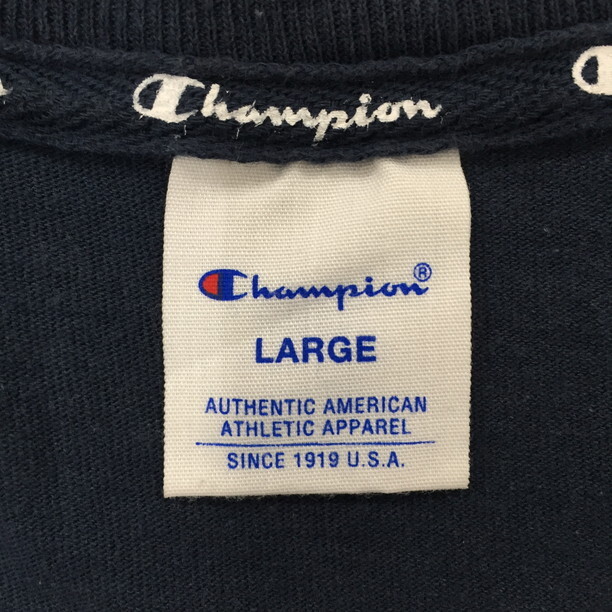 Champion
Champion®
LARGE
AUTHENTIC AMERICAN
ATHLETIC APPAREL
SINCE 1919 U.S.A.